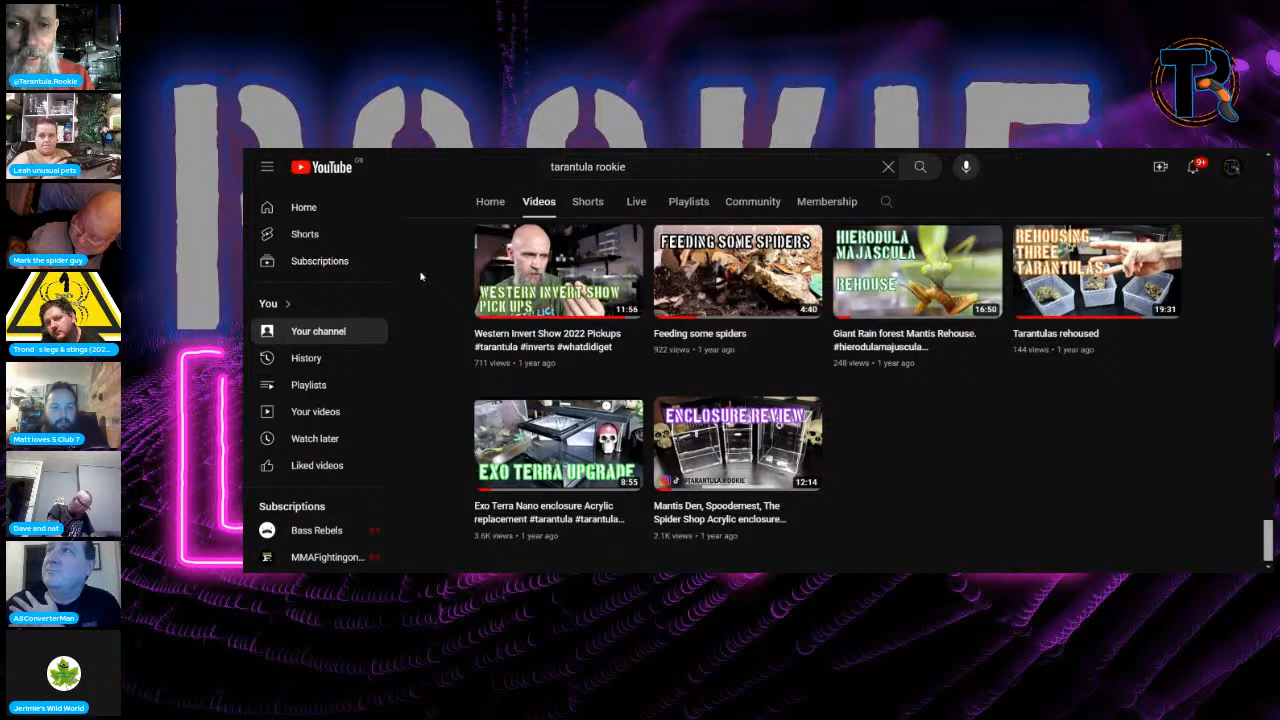 @Tarantula.Rookie
Leah unusual pets
Mark the spider guy
Trond´s legs & stings (202...
Matt loves S Club 7
Dave and nat
A8ConverterMan
Jerimie's Wild World
ROOKIE
TR
YouTube GB
tarantula rookie
9+
Home
Shorts
Subscriptions
You
Your channel
History
Playlists
Your videos
Watch later
Liked videos
Subscriptions
Bass Rebels
MMAFightingon...
Home Videos Shorts Live Playlists Community Membership
WESTERN INVERT SHOW
PICK UPS
11:56
Western Invert Show 2022 Pickups
#tarantula #inverts #whatdidiget
711 views • 1 year ago
FEEDING SOME SPIDERS
4:40
Feeding some spiders
922 views • 1 year ago
HIERODULA
MAJASCULA
REHOUSE
16:50
Giant Rain forest Mantis Rehouse.
#hierodulamajuscula...
248 views • 1 year ago
REHOUSING
THREE
TARANTULAS
19:31
Tarantulas rehoused
144 views • 1 year ago
EXO TERRA UPGRADE
8:55
Exo Terra Nano enclosure Acrylic
replacement #tarantula #tarantula...
3.6K views • 1 year ago
ENCLOSURE REVIEW
@TARANTULA.ROOKIE
12:14
Mantis Den, Spoodernest, The
Spider Shop Acrylic enclosure...
2.1K views • 1 year ago